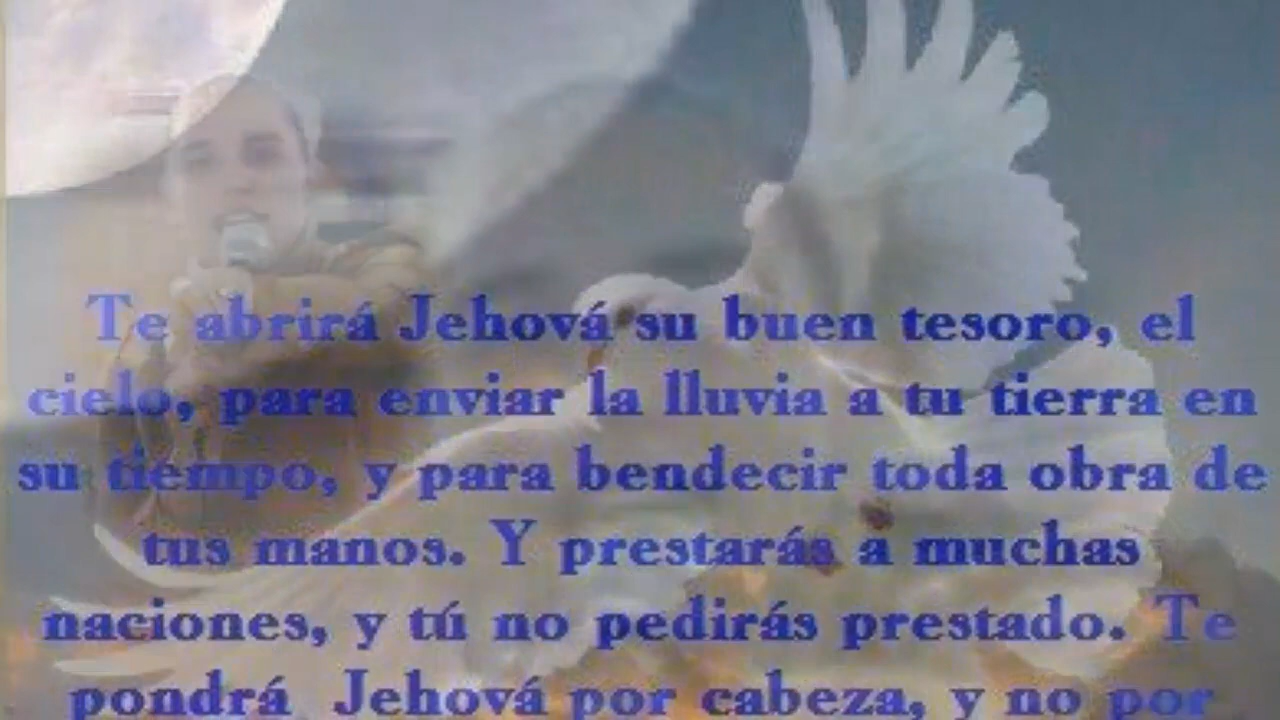 Te abrirá Jehová su buen tesoro, el
cielo, para enviar la lluvia a tu tierra en
su tiempo, y para bendecir toda obra de
tus manos. Y prestarás a muchas
naciones, y tú no pedirás prestado. Te
pondrá Jehová por cabeza, y no por